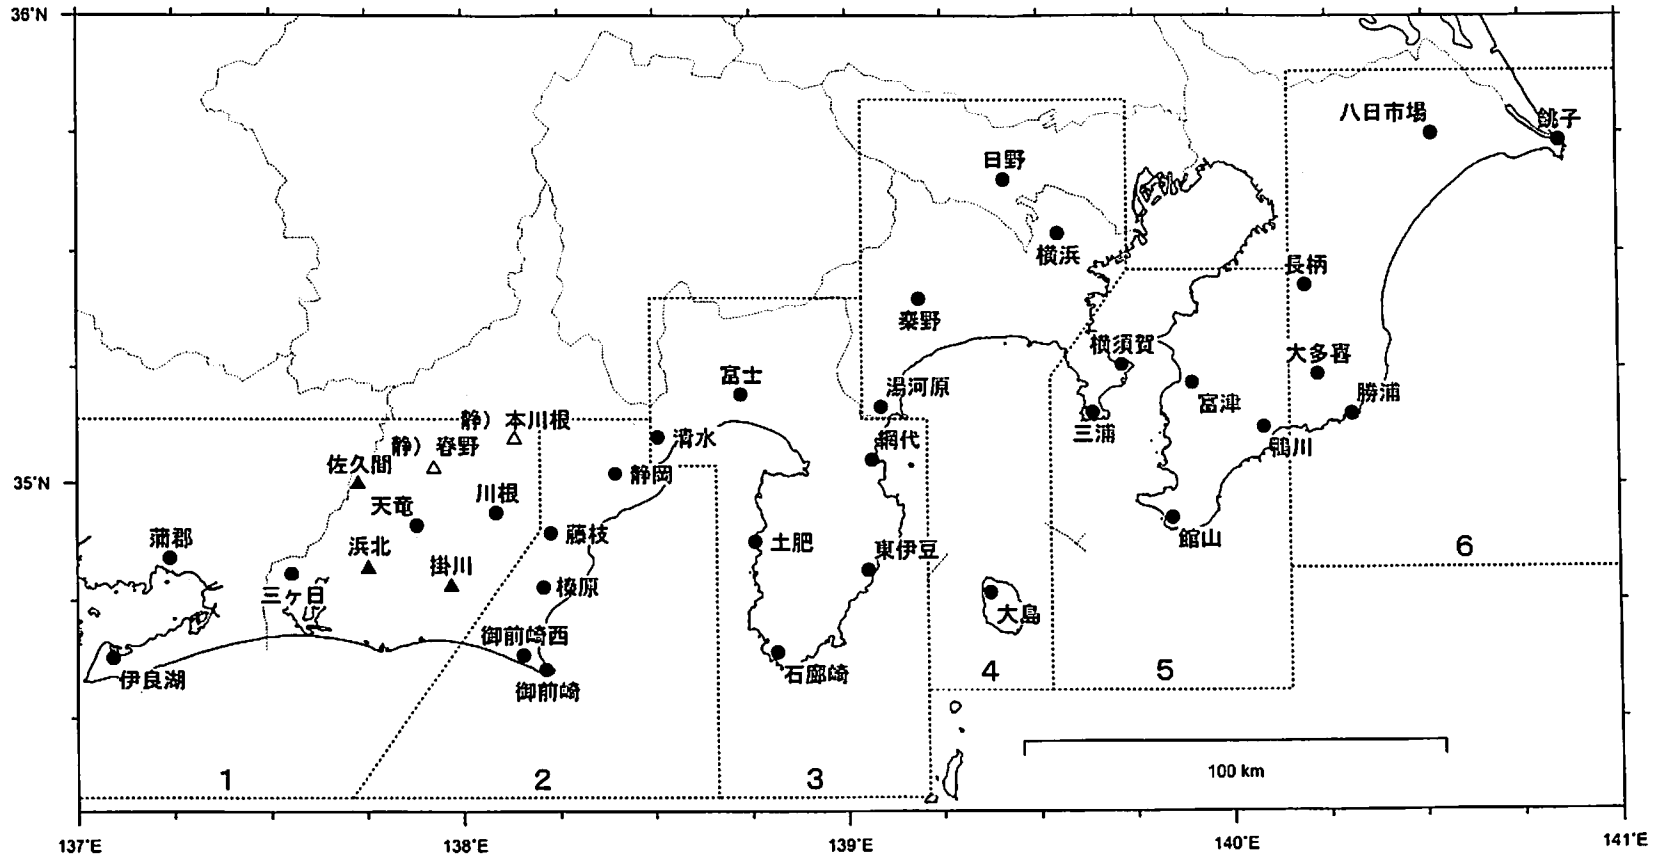 36°N
八日市場
銚子
日野
横浜
長柄
秦野
横須賀
大多喜
富士
湯河原
富津
勝浦
静) 本川根
清水
網代
三浦
鴨川
静) 春野
佐久間
静岡
35°N
天竜
川根
蒲郡
浜北
藤枝
土肥
東伊豆
館山
6
掛川
三ヶ日
榛原
大島
御前崎西
伊良湖
御前崎
石廊崎
4
5
1
2
3
100 km
137°E
138°E
139°E
140°E
141°E